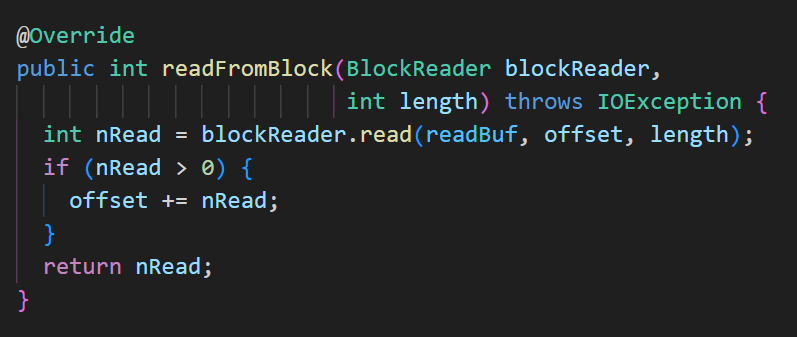 @Override
public int readFromBlock(BlockReader blockReader,
                         int length) throws IOException {
  int nRead = blockReader.read(readBuf, offset, length);
  if (nRead > 0) {
    offset += nRead;
  }
  return nRead;
}